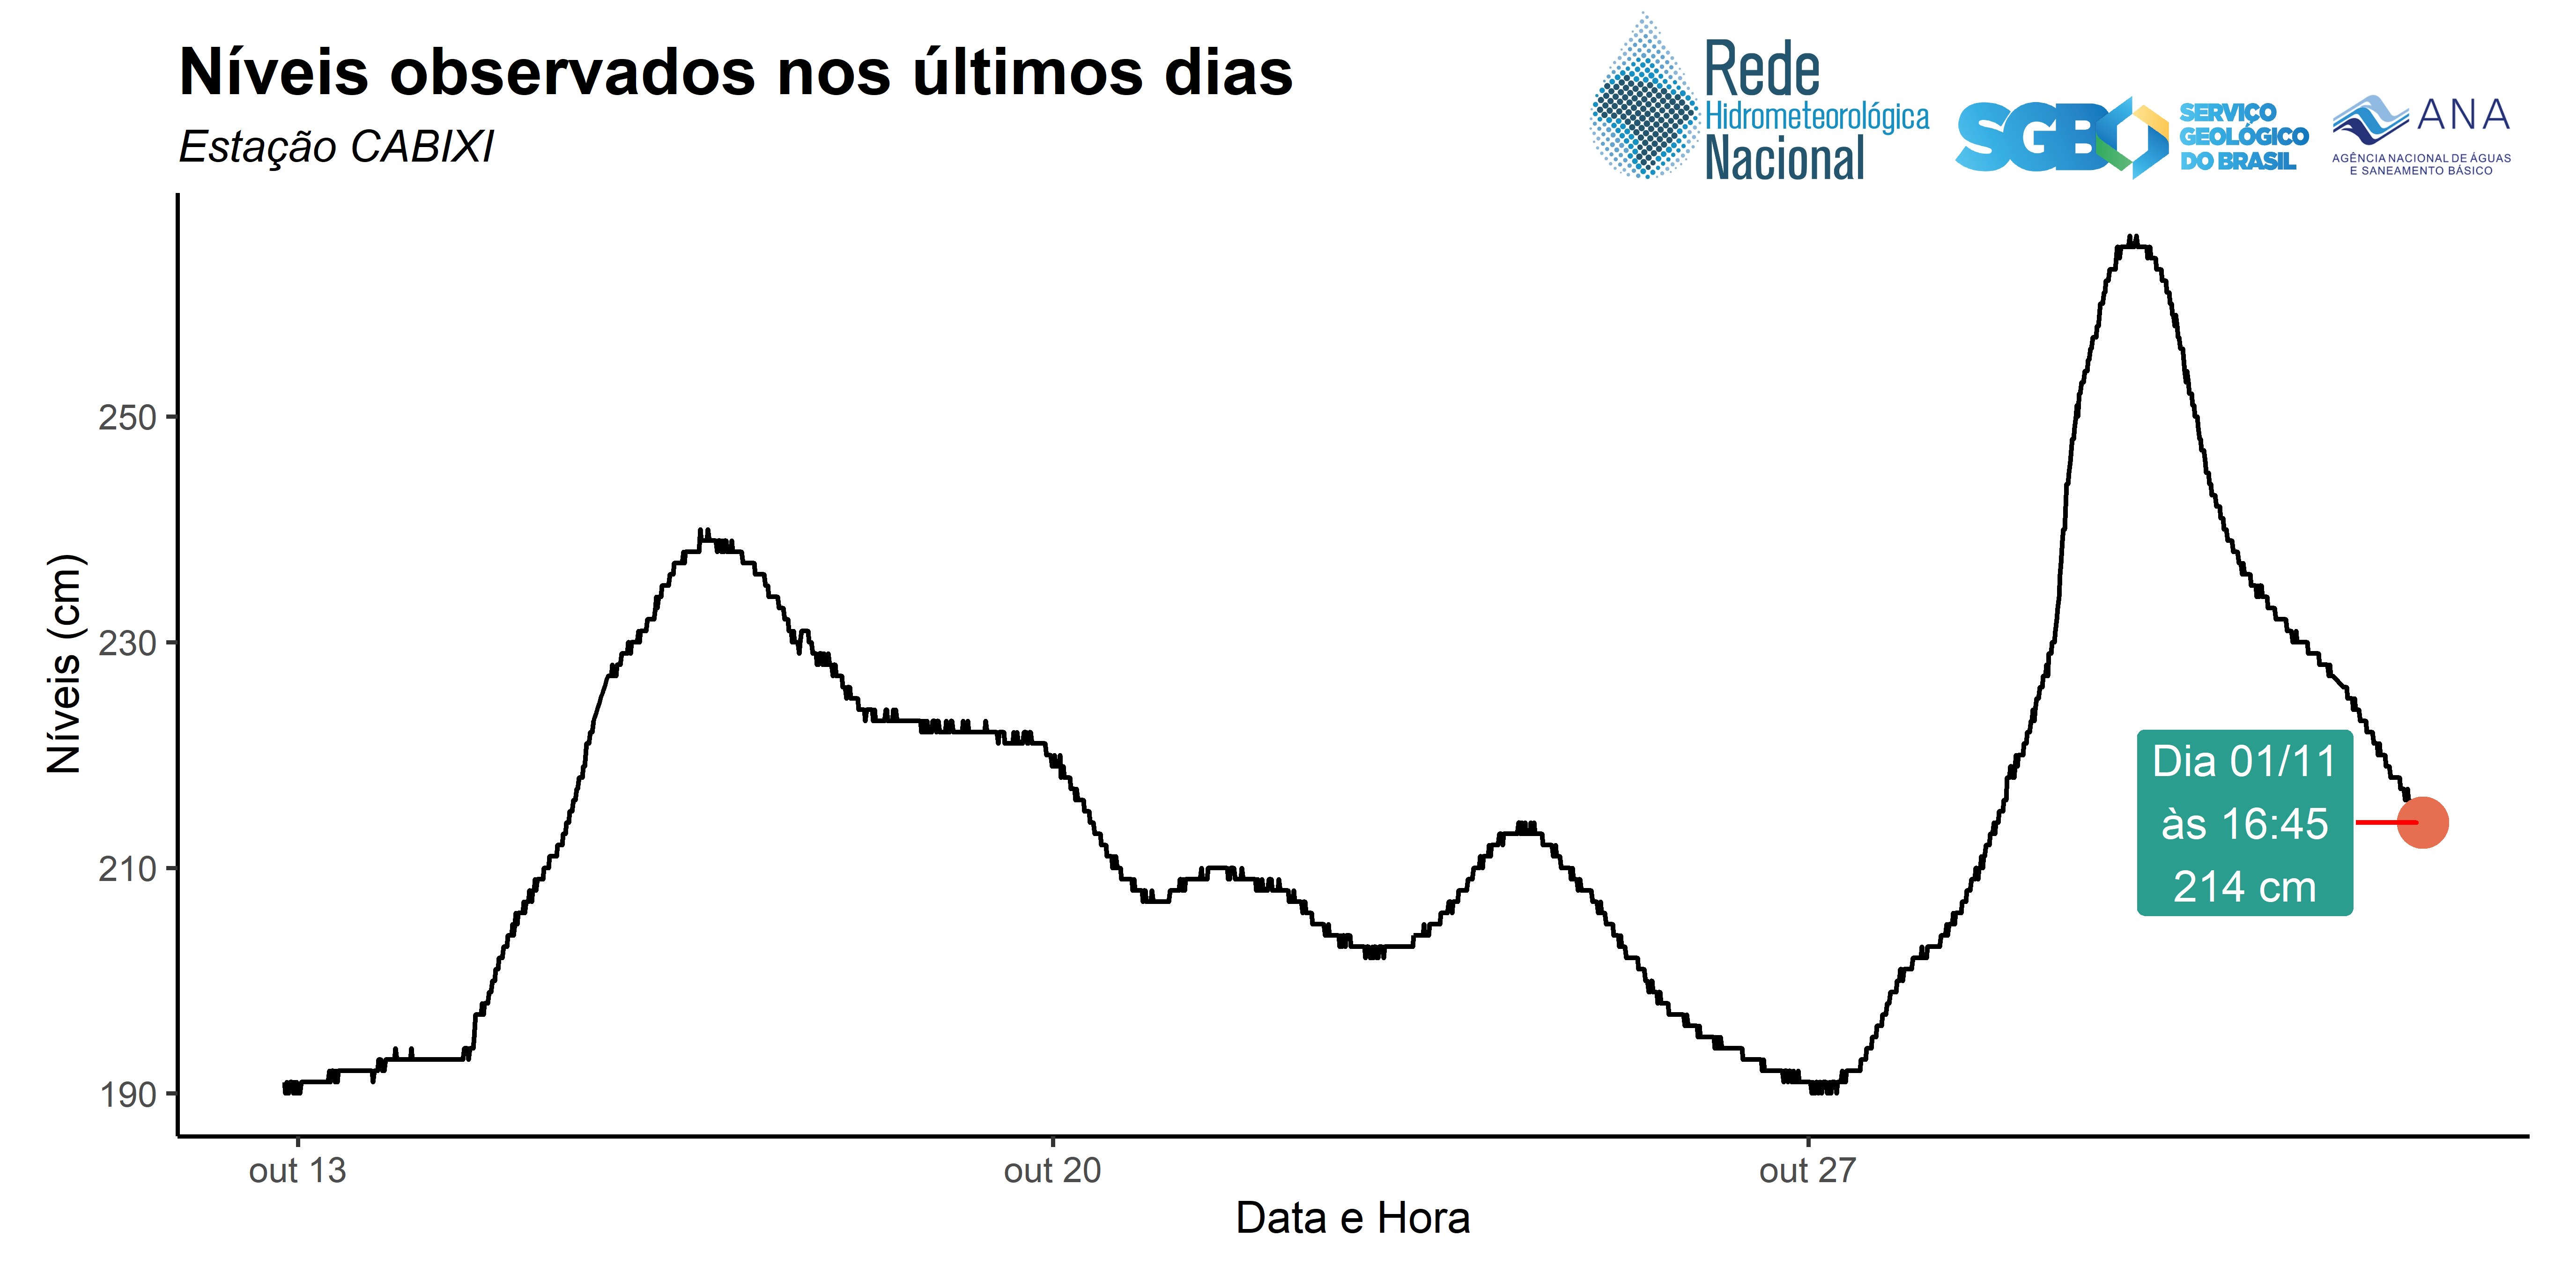 Níveis observados nos últimos dias
Estação CABIXI
Rede
Hidrometeorológica
Nacional
SGB
SERVIÇO
GEOLÓGICO
DO BRASIL
ANA
AGÊNCIA NACIONAL DE ÁGUAS
E SANEAMENTO BÁSICO
Níveis (cm)
250
230
210
190
Dia 01/11
às 16:45
214 cm
out 13
out 20
out 27
Data e Hora